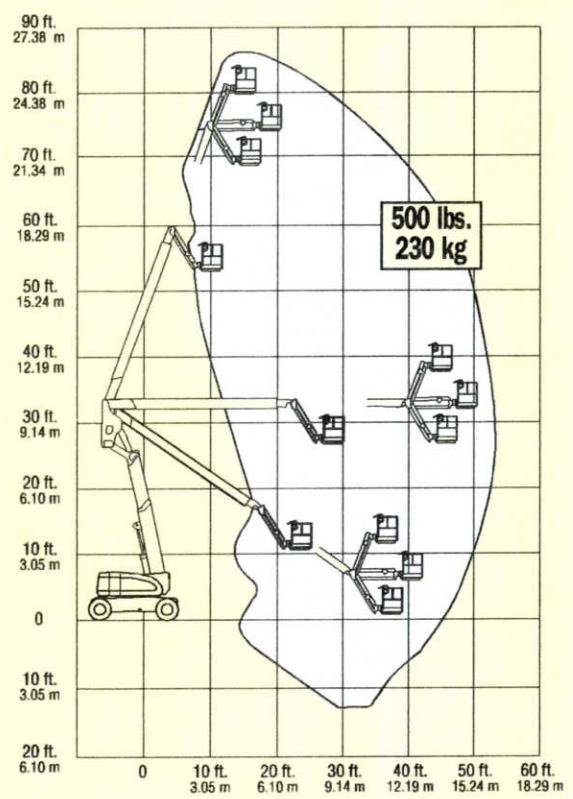 90 ft.
27.38 m
80 ft.
24.38 m
70 ft.
21.34 m
500 lbs.
230 kg
60 ft.
18.29 m
50 ft.
15.24 m
40 ft.
12.19 m
30 ft.
9.14 m
20 ft.
6.10 m
10 ft.
3.05 m
0
10 ft.
3.05 m
20 ft.
6.10 m
0 10 ft. 20 ft. 30 ft. 40 ft. 50 ft. 60 ft.
3.05 m 6.10 m 9.14 m 12.19 m 15.24 m 18.29 m